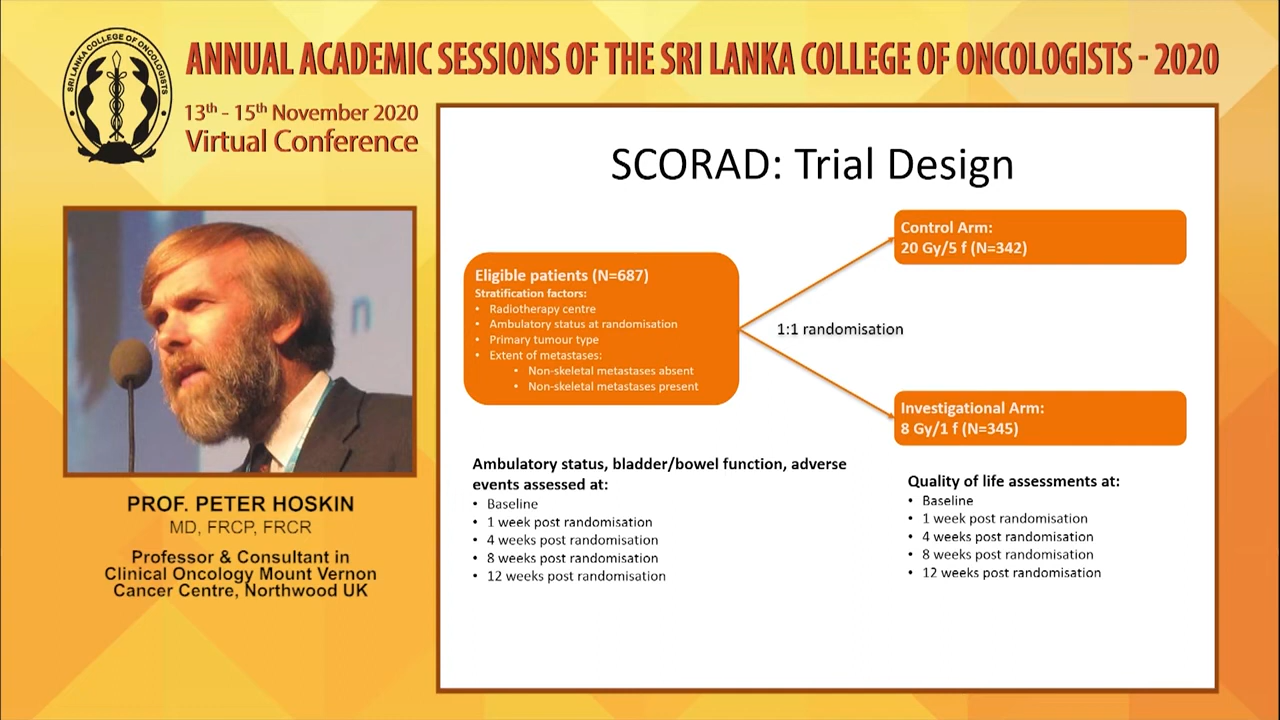 SRI LANKA COLLEGE OF ONCOLOGISTS
ANNUAL ACADEMIC SESSIONS OF THE SRI LANKA COLLEGE OF ONCOLOGISTS - 2020
13th - 15th November 2020
Virtual Conference
PROF. PETER HOSKIN
MD, FRCP, FRCR
Professor & Consultant in
Clinical Oncology Mount Vernon
Cancer Centre, Northwood UK
SCORAD: Trial Design
Eligible patients (N=687)
Stratification factors:
• Radiotherapy centre
• Ambulatory status at randomisation
• Primary tumour type
• Extent of metastases:
• Non-skeletal metastases absent
• Non-skeletal metastases present
Control Arm:
20 Gy/5 f (N=342)
1:1 randomisation
Investigational Arm:
8 Gy/1 f (N=345)
Ambulatory status, bladder/bowel function, adverse
events assessed at:
• Baseline
• 1 week post randomisation
• 4 weeks post randomisation
• 8 weeks post randomisation
• 12 weeks post randomisation
Quality of life assessments at:
• Baseline
• 1 week post randomisation
• 4 weeks post randomisation
• 8 weeks post randomisation
• 12 weeks post randomisation